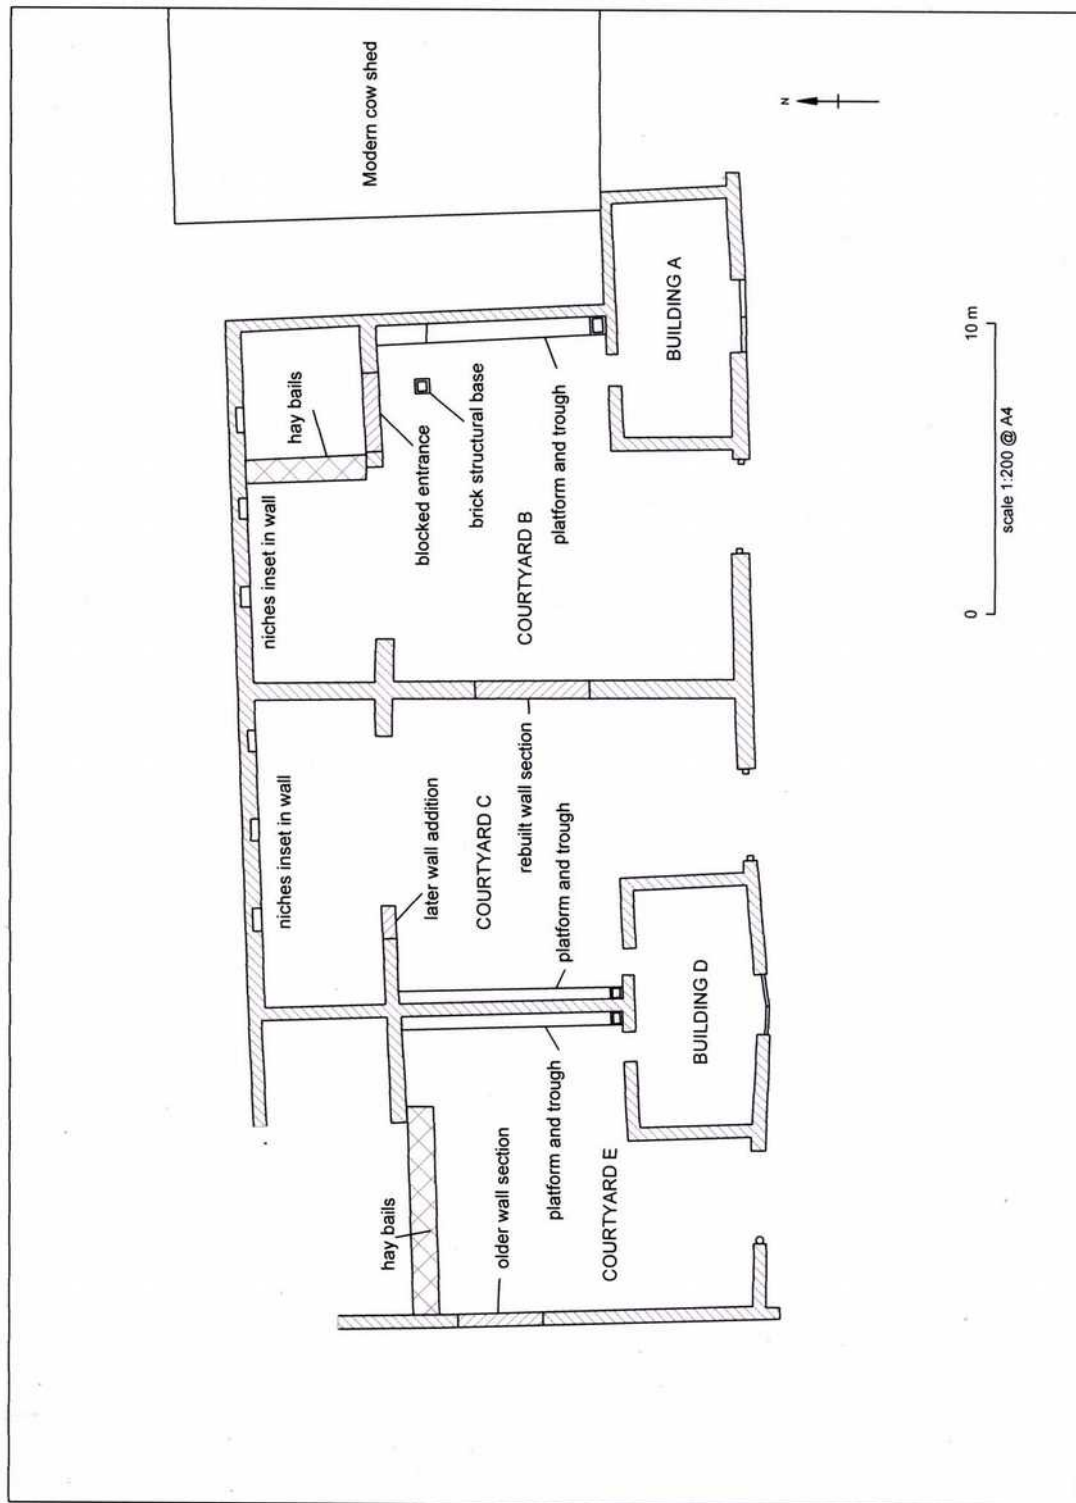 Modern cow shed
hay bails
niches inset in wall
niches inset in wall
hay bails
blocked entrance
later wall addition
brick structural base
COURTYARD C
older wall section
COURTYARD B
rebuilt wall section
platform and trough
platform and trough
platform and trough
COURTYARD E
BUILDING A
BUILDING D
N
0 10 m
scale 1:200 @ A4